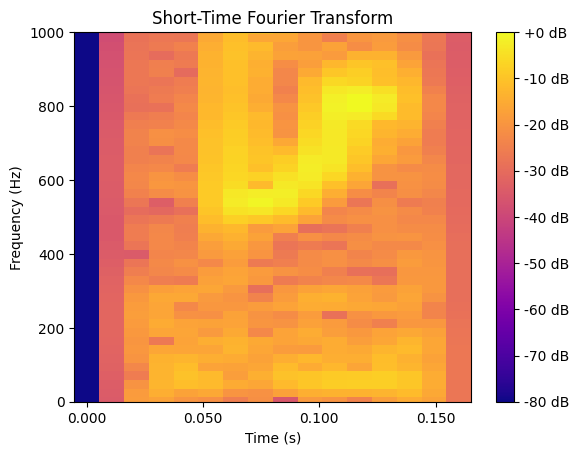 Short-Time Fourier Transform
1000
800
600
400
200
0
Frequency (Hz)
0.000
0.050
0.100
0.150
Time (s)
+0 dB
-10 dB
-20 dB
-30 dB
-40 dB
-50 dB
-60 dB
-70 dB
-80 dB